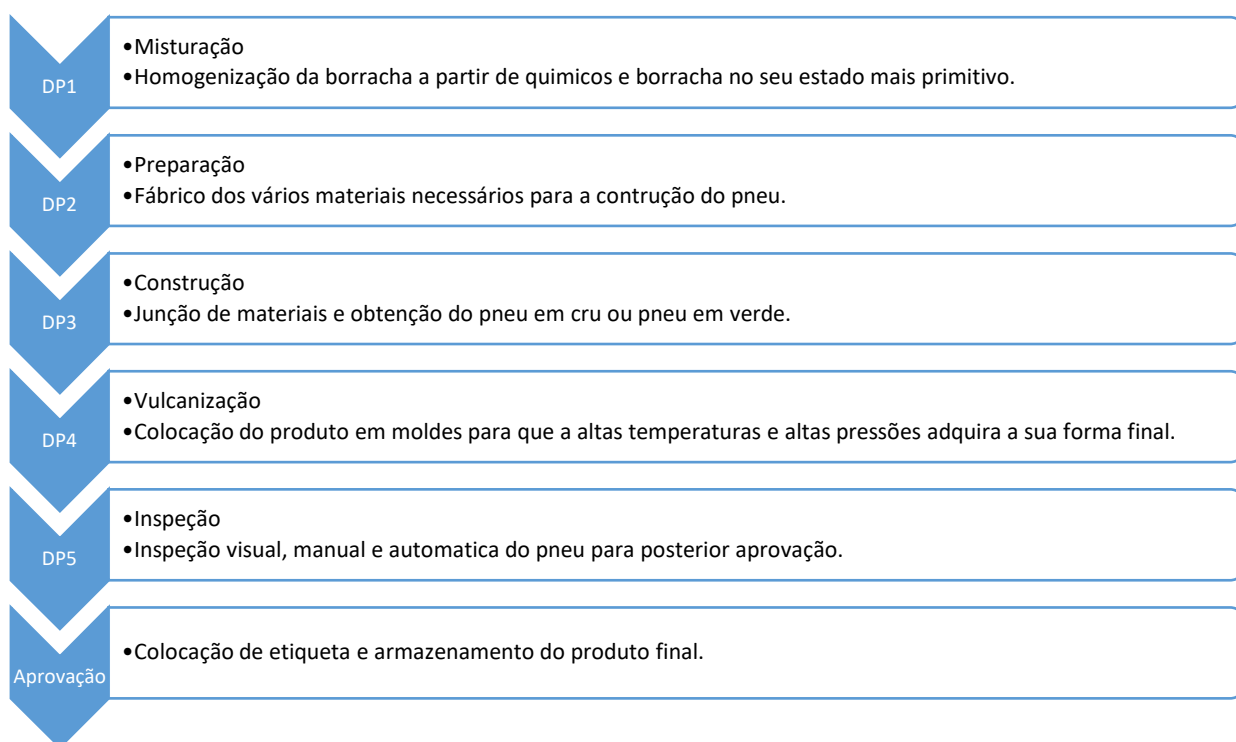 DP1
•Misturação
•Homogenização da borracha a partir de quimicos e borracha no seu estado mais primitivo.
DP2
•Preparação
•Fábrico dos vários materiais necessários para a contrução do pneu.
DP3
•Construção
•Junção de materiais e obtenção do pneu em cru ou pneu em verde.
DP4
•Vulcanização
•Colocação do produto em moldes para que a altas temperaturas e altas pressões adquira a sua forma final.
DP5
•Inspeção
•Inspeção visual, manual e automatica do pneu para posterior aprovação.
Aprovação
•Colocação de etiqueta e armazenamento do produto final.